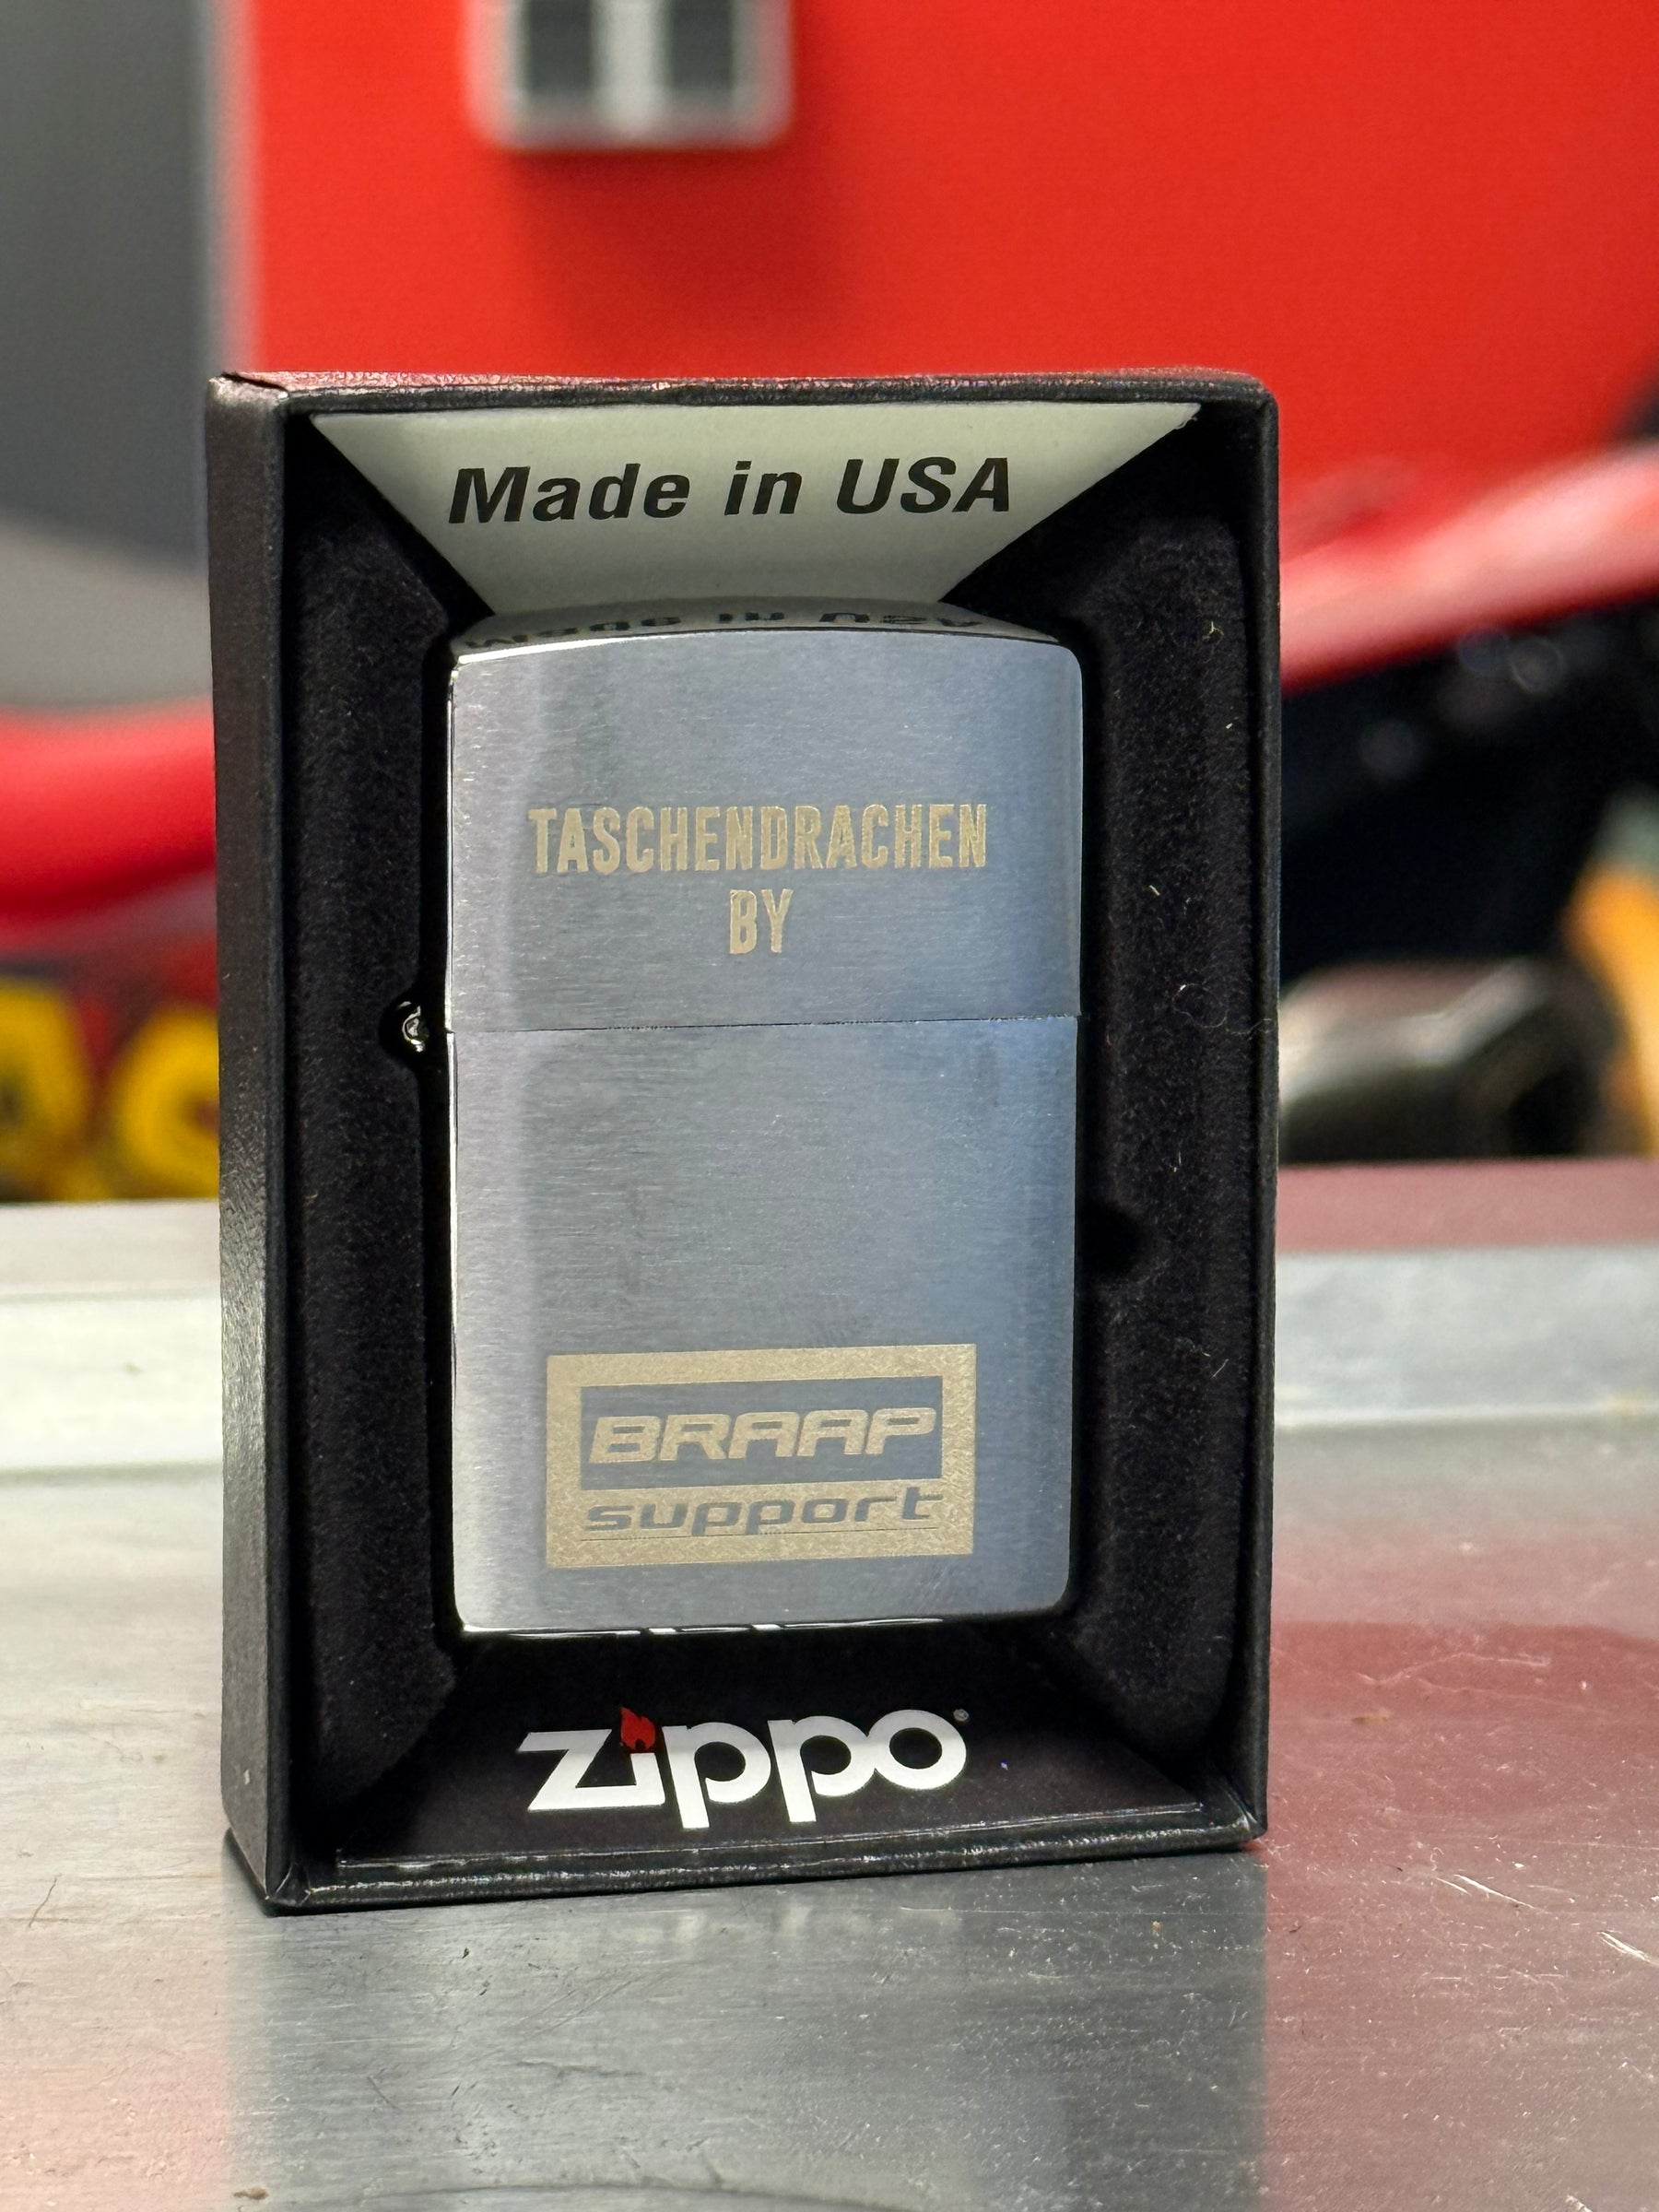 Made in USA
TASCHENDRACHEN
BY
BRAAP
support
zippo